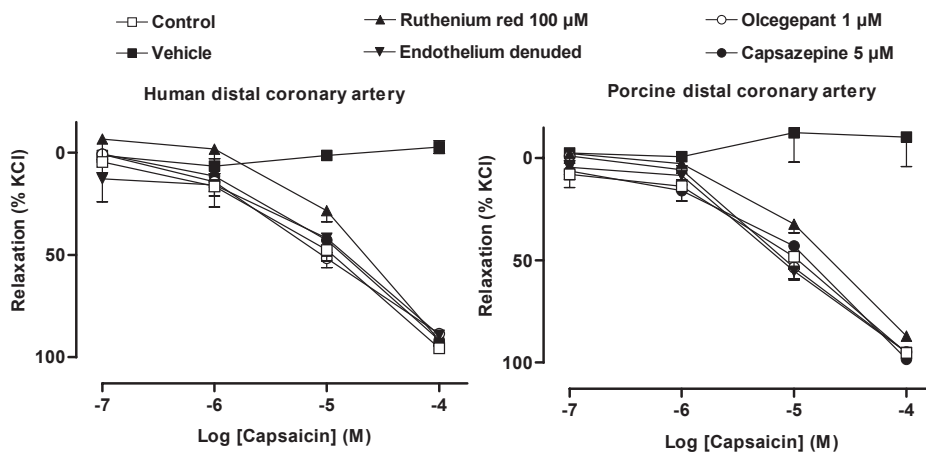 Control
Ruthenium red 100 µM
Olcegepant 1 µM
Vehicle
Endothelium denuded
Capsazepine 5 µM
Human distal coronary artery
Porcine distal coronary artery
Relaxation (% KCl)
0
50
100
-7
-6
-5
-4
Log [Capsaicin] (M)
Relaxation (% KCl)
0
50
100
-7
-6
-5
-4
Log [Capsaicin] (M)